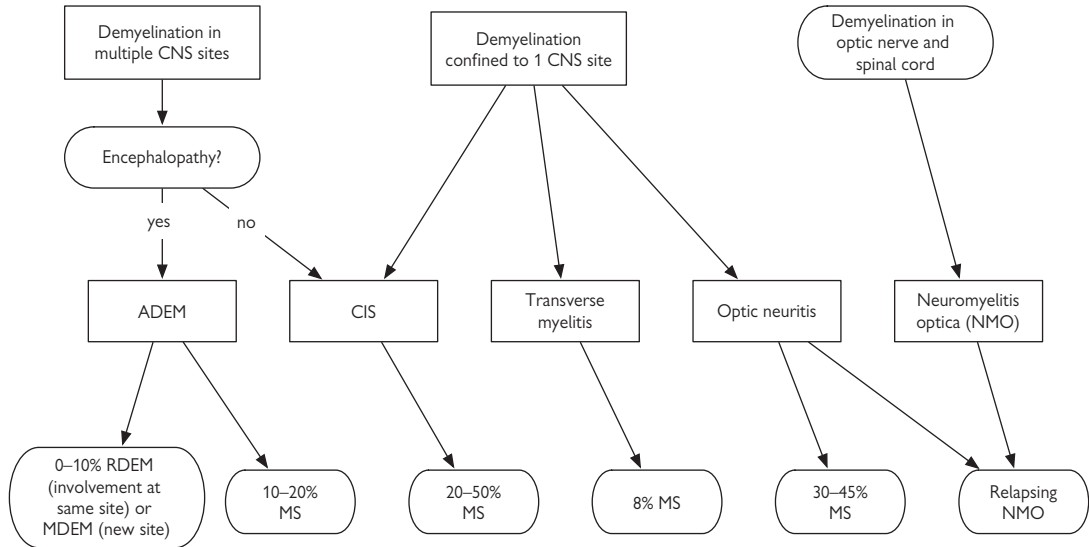 Demyelination in
multiple CNS sites
Demyelination
confined to 1 CNS site
Demyelination in
optic nerve and
spinal cord
Encephalopathy?
yes
no
ADEM
CIS
Transverse
myelitis
Optic neuritis
Neuromyelitis
optica (NMO)
0–10% RDEM
(involvement at
same site) or
MDEM (new site)
10–20%
MS
20–50%
MS
8% MS
30–45%
MS
Relapsing
NMO